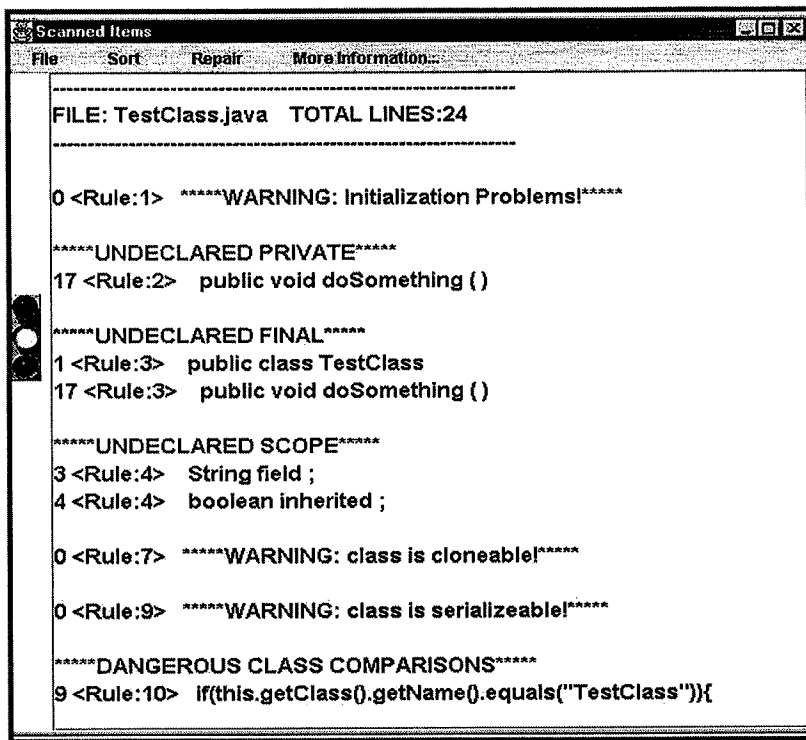 Scanned Items
File Sort Repair More Information...
----------------------------------------------------------------
FILE: TestClass.java TOTAL LINES:24
----------------------------------------------------------------
0 <Rule:1> *****WARNING: Initialization Problems!*****
*****UNDECLARED PRIVATE*****
17 <Rule:2> public void doSomething ( )
*****UNDECLARED FINAL*****
1 <Rule:3> public class TestClass
17 <Rule:3> public void doSomething ( )
*****UNDECLARED SCOPE*****
3 <Rule:4> String field ;
4 <Rule:4> boolean inherited ;
0 <Rule:7> *****WARNING: class is cloneable!*****
0 <Rule:9> *****WARNING: class is serializeable!*****
*****DANGEROUS CLASS COMPARISONS*****
9 <Rule:10> if(this.getClass().getName().equals("TestClass")){